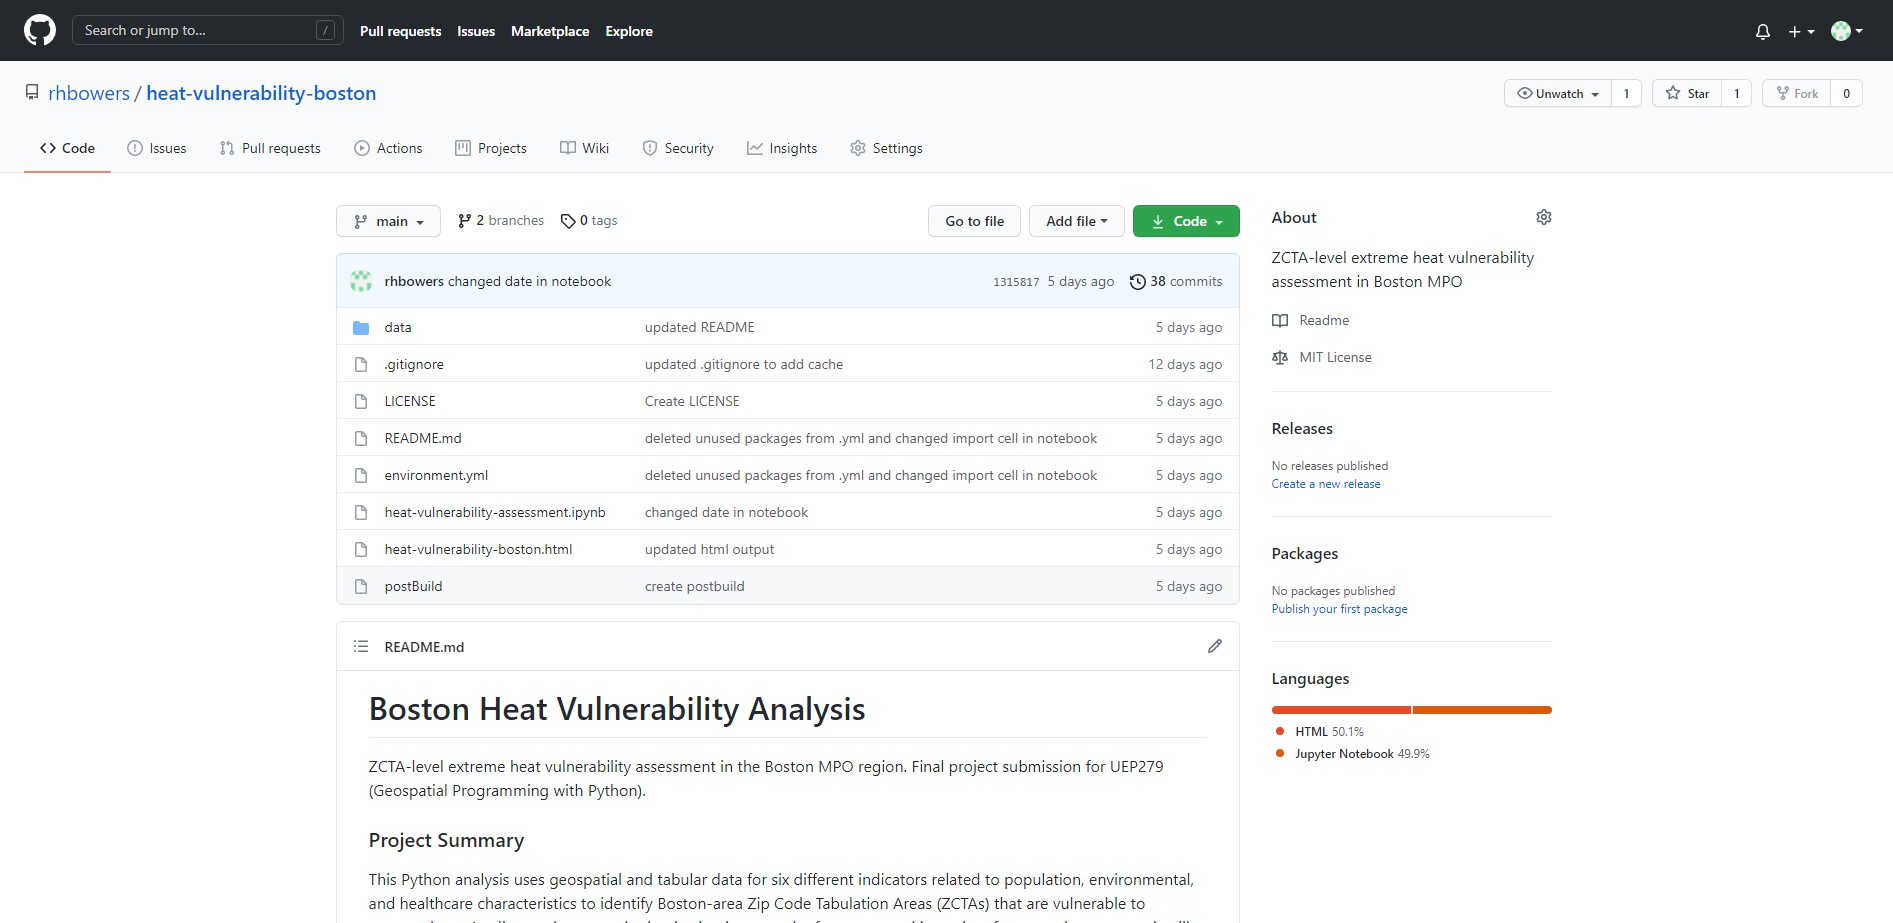 Search or jump to... /
Pull requests Issues Marketplace Explore
rhbowers / heat-vulnerability-boston
Unwatch 1 Star 1 Fork 0
Code Issues Pull requests Actions Projects Wiki Security Insights Settings
main 2 branches 0 tags
Go to file Add file Code
rhbowers changed date in notebook 1315817 5 days ago 38 commits
data updated README 5 days ago
.gitignore updated .gitignore to add cache 12 days ago
LICENSE Create LICENSE 5 days ago
README.md deleted unused packages from .yml and changed import cell in notebook 5 days ago
environment.yml deleted unused packages from .yml and changed import cell in notebook 5 days ago
heat-vulnerability-assessment.ipynb changed date in notebook 5 days ago
heat-vulnerability-boston.html updated html output 5 days ago
postBuild create postbuild 5 days ago
README.md
Boston Heat Vulnerability Analysis
ZCTA-level extreme heat vulnerability assessment in the Boston MPO region. Final project submission for UEP279
(Geospatial Programming with Python).
Project Summary
This Python analysis uses geospatial and tabular data for six different indicators related to population, environmental,
and healthcare characteristics to identify Boston-area Zip Code Tabulation Areas (ZCTAs) that are vulnerable to
About
ZCTA-level extreme heat vulnerability
assessment in Boston MPO
Readme
MIT License
Releases
No releases published
Create a new release
Packages
No packages published
Publish your first package
Languages
HTML 50.1%
Jupyter Notebook 49.9%